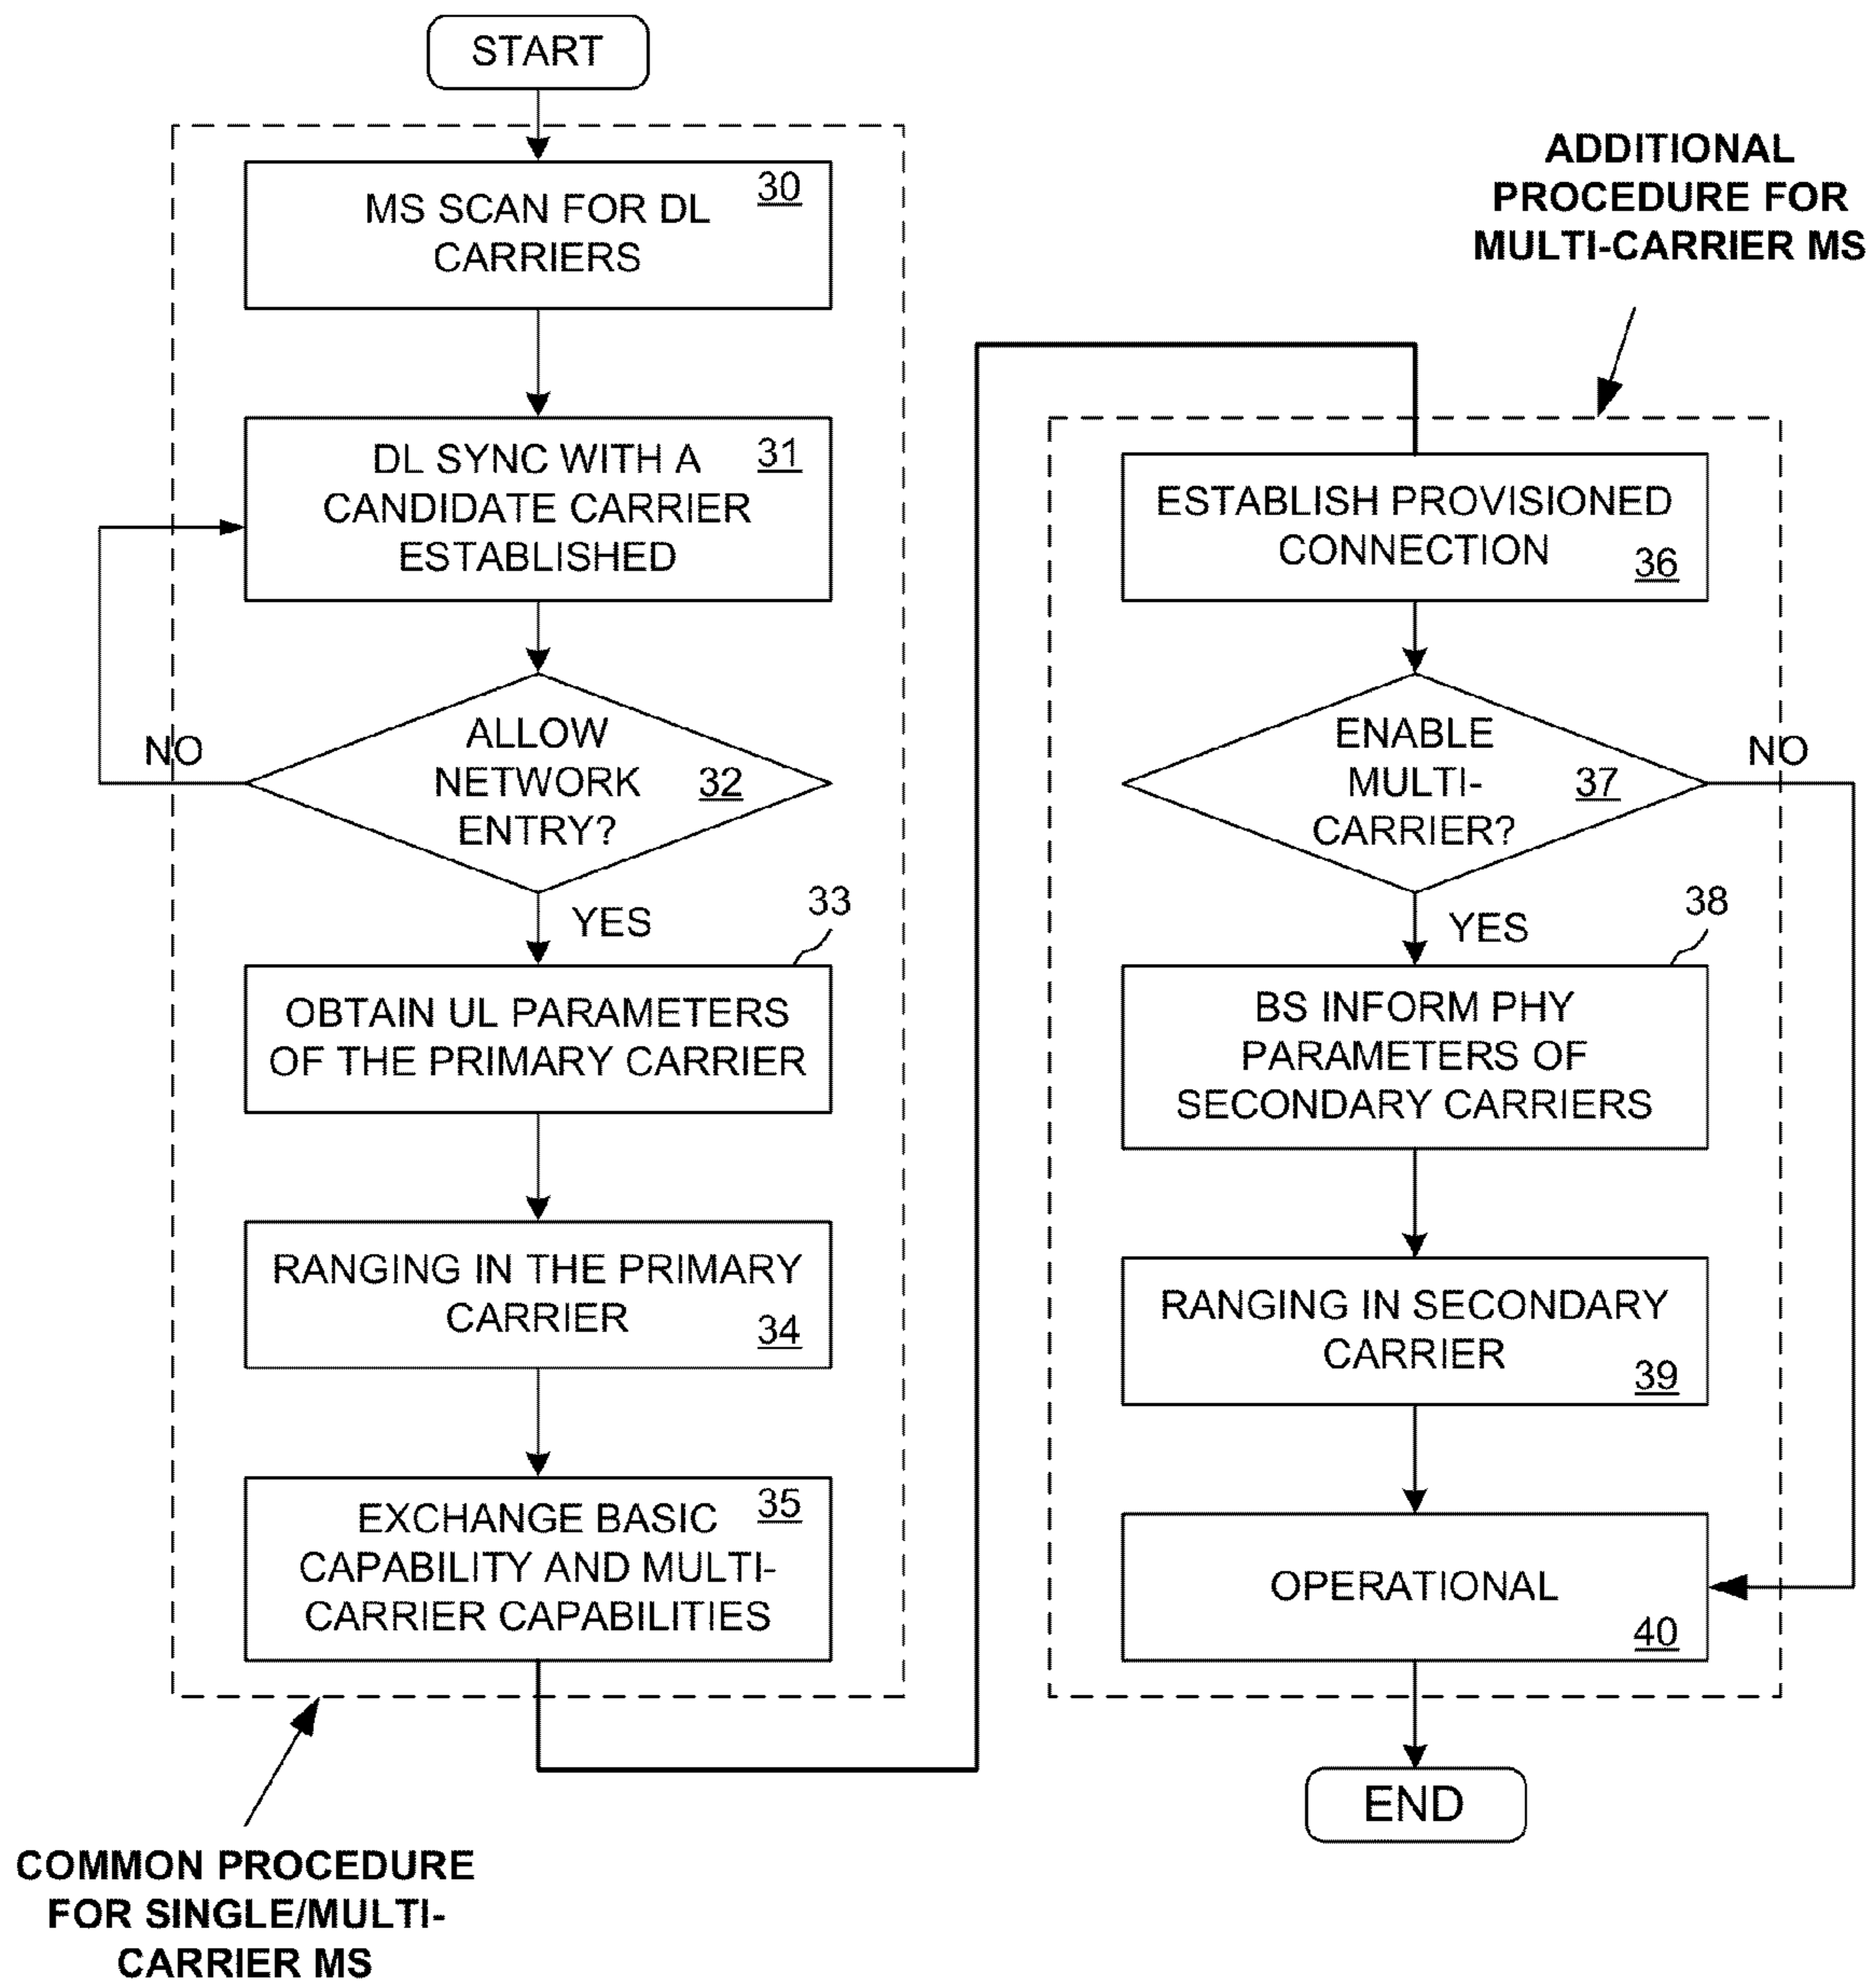 START
30
MS SCAN FOR DL
CARRIERS
31
DL SYNC WITH A
CANDIDATE CARRIER
ESTABLISHED
ALLOW
NETWORK
ENTRY?
32
NO
YES
33
OBTAIN UL PARAMETERS
OF THE PRIMARY CARRIER
RANGING IN THE PRIMARY
CARRIER
34
35
EXCHANGE BASIC
CAPABILITY AND MULTI-
CARRIER CAPABILITIES
COMMON PROCEDURE
FOR SINGLE/MULTI-
CARRIER MS
ADDITIONAL
PROCEDURE FOR
MULTI-CARRIER MS
ESTABLISH PROVISIONED
CONNECTION
36
ENABLE
MULTI-
CARRIER?
37
NO
YES
38
BS INFORM PHY
PARAMETERS OF
SECONDARY CARRIERS
RANGING IN SECONDARY
CARRIER
39
OPERATIONAL
40
END